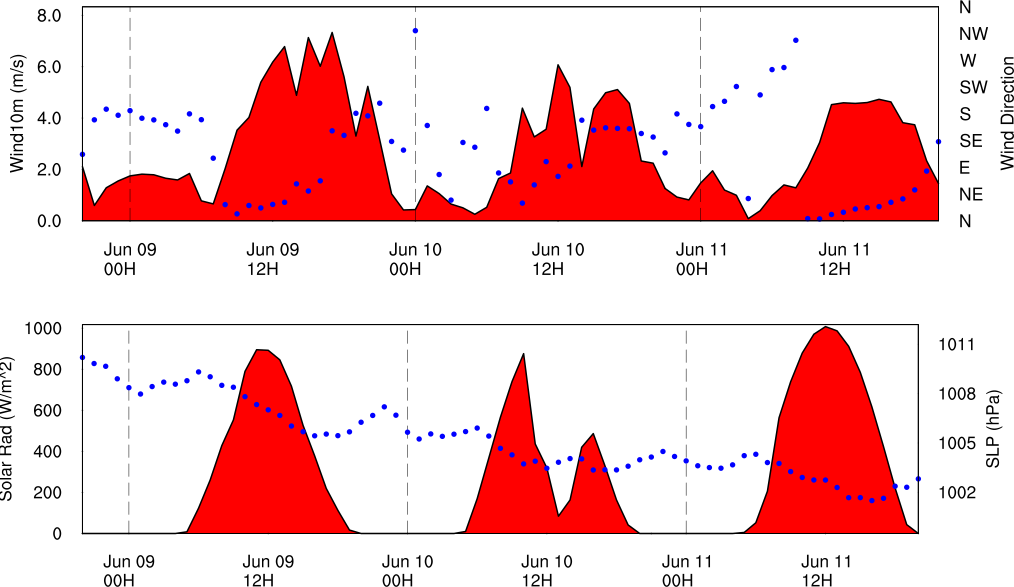 8.0
6.0
4.0
2.0
0.0
Wind10m (m/s)
N
NW
W
SW
S
SE
E
NE
N
Wind Direction
Jun 09
00H
Jun 09
12H
Jun 10
00H
Jun 10
12H
Jun 11
00H
Jun 11
12H
1000
800
600
400
200
0
Solar Rad (W/m^2)
1011
1008
1005
1002
SLP (hPa)
Jun 09
00H
Jun 09
12H
Jun 10
00H
Jun 10
12H
Jun 11
00H
Jun 11
12H